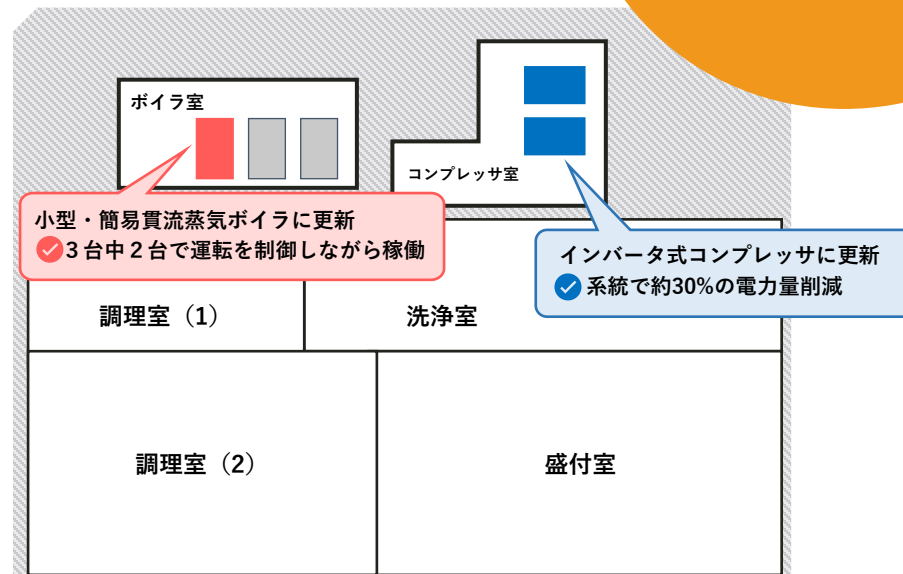 ボイラ室
コンプレッサ室
小型・簡易貫流蒸気ボイラに更新
3台中2台で運転を制御しながら稼働
インバータ式コンプレッサに更新
系統で約30%の電力量削減
調理室（1）
洗浄室
調理室（2）
盛付室